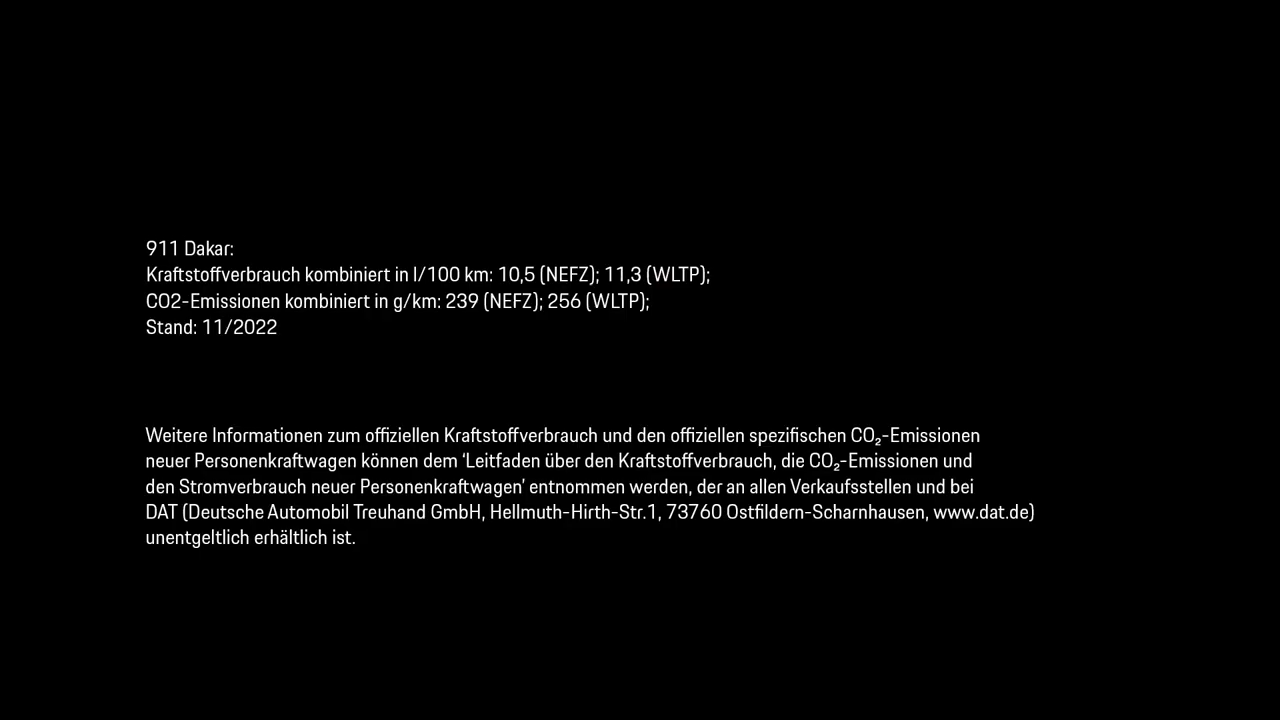 911 Dakar:
Kraftstoffverbrauch kombiniert in l/100 km: 10,5 (NEFZ); 11,3 (WLTP);
CO2-Emissionen kombiniert in g/km: 239 (NEFZ); 256 (WLTP);
Stand: 11/2022
Weitere Informationen zum offiziellen Kraftstoffverbrauch und den offiziellen spezifischen CO₂-Emissionen
neuer Personenkraftwagen können dem ‘Leitfaden über den Kraftstoffverbrauch, die CO₂-Emissionen und
den Stromverbrauch neuer Personenkraftwagen’ entnommen werden, der an allen Verkaufsstellen und bei
DAT (Deutsche Automobil Treuhand GmbH, Hellmuth-Hirth-Str.1, 73760 Ostfildern-Scharnhausen, www.dat.de)
unentgeltlich erhältlich ist.